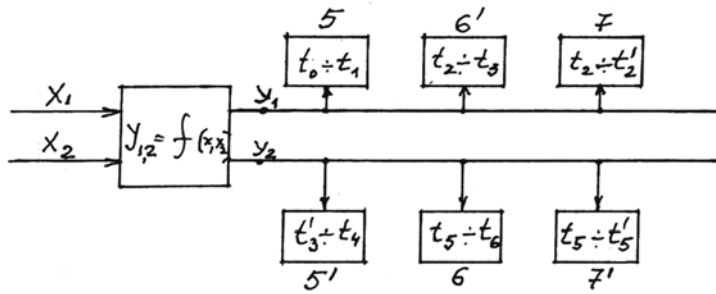 5 6' 7
t₀÷t₁ t₂÷t₃ t₂÷t₂'
X₁ y₁
y₁,₂= f(x₁x₂)
X₂ y₂
t₃'÷t₄ t₅÷t₆ t₅÷t₅'
5' 6 7'